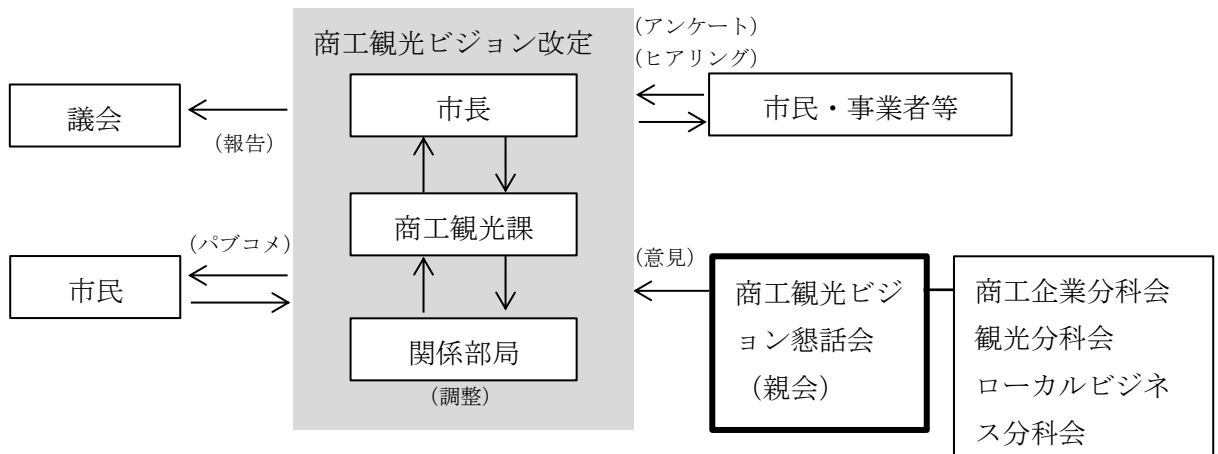 商工観光ビジョン改定
市長
商工観光課
関係部局
(調整)
議会
(報告)
市民
(パブコメ)
(アンケート)
(ヒアリング)
市民・事業者等
(意見)
商工観光ビジ
ョン懇話会
(親会)
商工企業分科会
観光分科会
ローカルビジネ
ス分科会